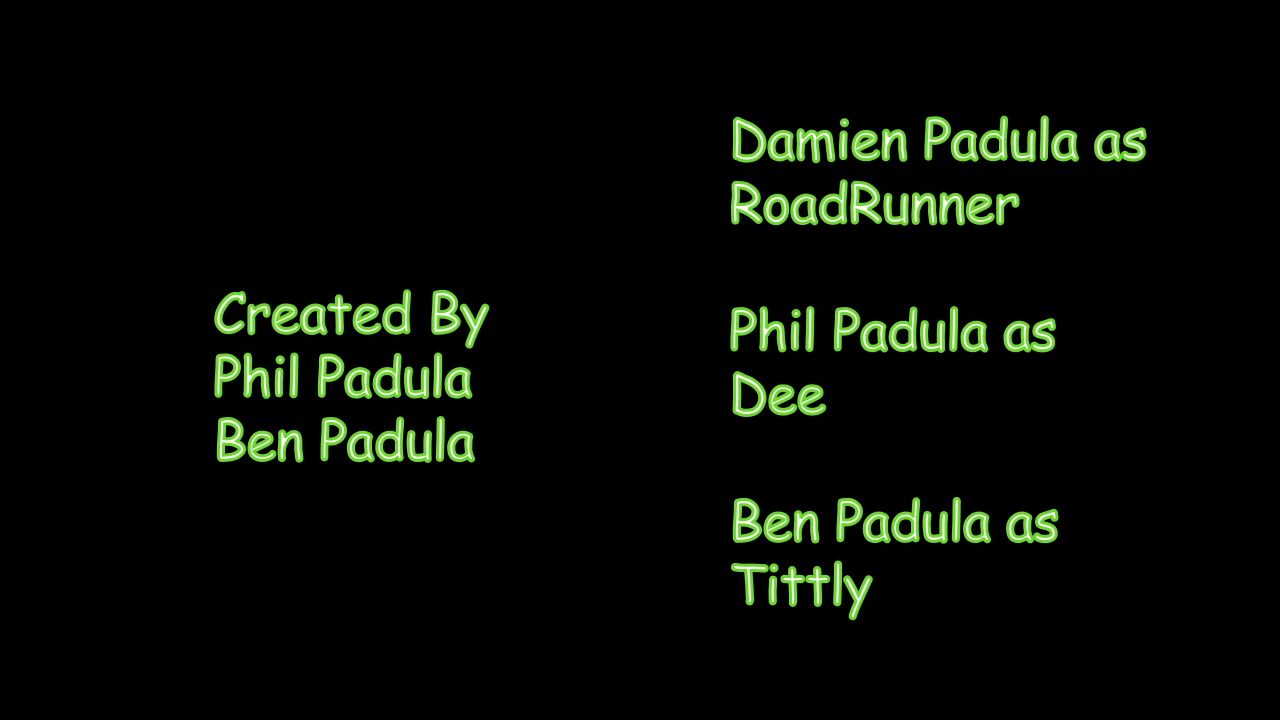 Created By
Phil Padula
Ben Padula
Damien Padula as
RoadRunner
Phil Padula as
Dee
Ben Padula as
Tittly